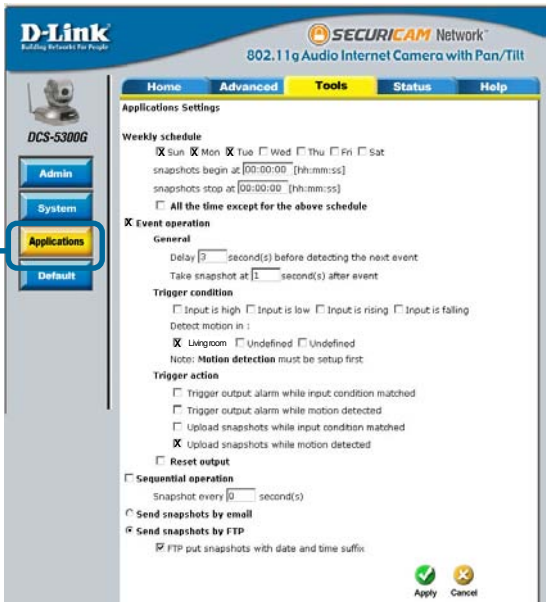 D-Link
Building Networks for People
SECURICAM Network™
802.11g Audio Internet Camera with Pan/Tilt
Home Advanced Tools Status Help
DCS-5300G
Admin
System
Applications
Default
Applications Settings
Weekly schedule
X Sun X Mon X Tue Wed Thu Fri Sat
snapshots begin at 00:00:00 [hh:mm:ss]
snapshots stop at 00:00:00 [hh:mm:ss]
All the time except for the above schedule
X Event operation
General
Delay 3 second(s) before detecting the next event
Take snapshot at 1 second(s) after event
Trigger condition
Input is high Input is low Input is rising Input is falling
Detect motion in :
X Livingroom Undefined Undefined
Note: Motion detection must be setup first
Trigger action
Trigger output alarm while input condition matched
Trigger output alarm while motion detected
Upload snapshots while input condition matched
X Upload snapshots while motion detected
Reset output
Sequential operation
Snapshot every 0 second(s)
Send snapshots by email
Send snapshots by FTP
FTP put snapshots with date and time suffix
Apply Cancel